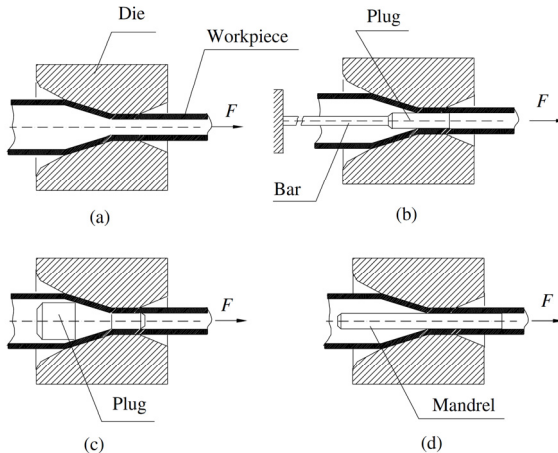 Die
Workpiece
F
(a)
Plug
F
Bar
(b)
F
Plug
(c)
F
Mandrel
(d)